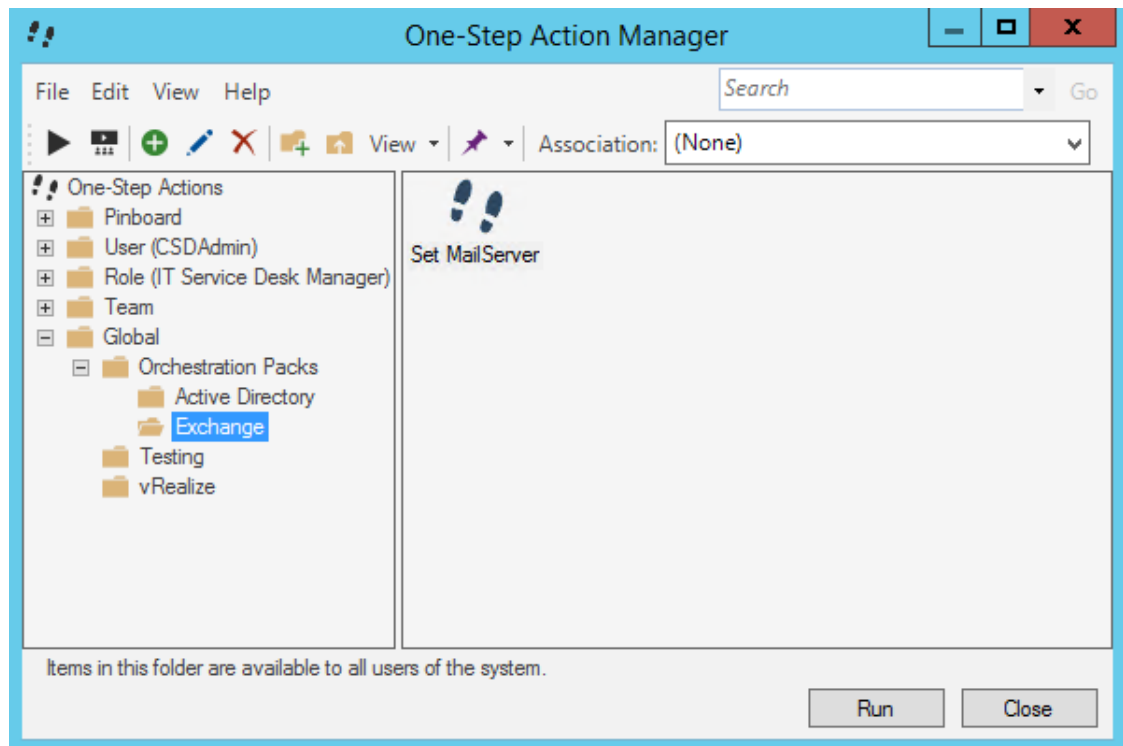 One-Step Action Manager
File Edit View Help
Search
Go
View
Association:
(None)
One-Step Actions
Pinboard
User (CSDAdmin)
Role (IT Service Desk Manager)
Team
Global
Orchestration Packs
Active Directory
Exchange
Testing
vRealize
Set MailServer
Items in this folder are available to all users of the system.
Run
Close